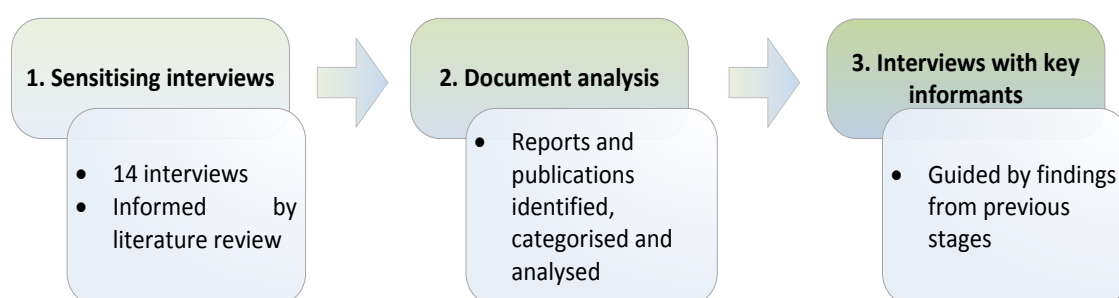 1. Sensitising interviews
• 14 interviews
• Informed by
literature review
2. Document analysis
• Reports and
publications
identified,
categorised and
analysed
3. Interviews with key
informants
• Guided by findings
from previous
stages